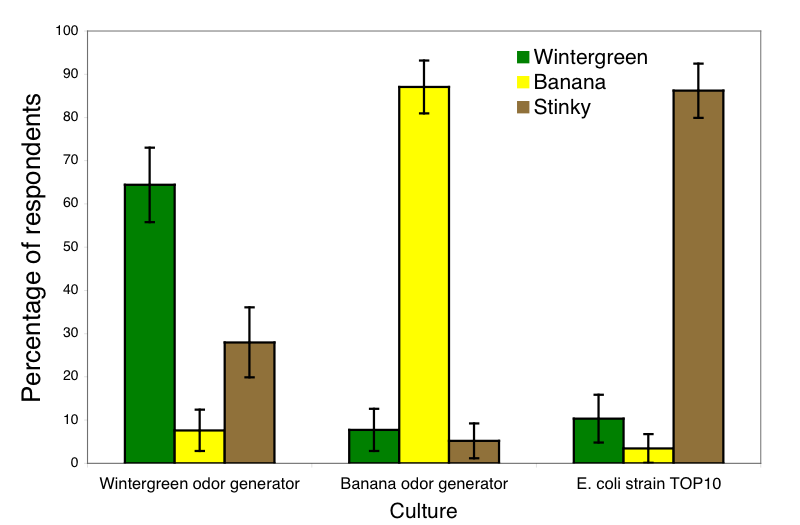 Percentage of respondents
100
90
80
70
60
50
40
30
20
10
0
Wintergreen
Banana
Stinky
Wintergreen odor generator
Banana odor generator
E. coli strain TOP10
Culture